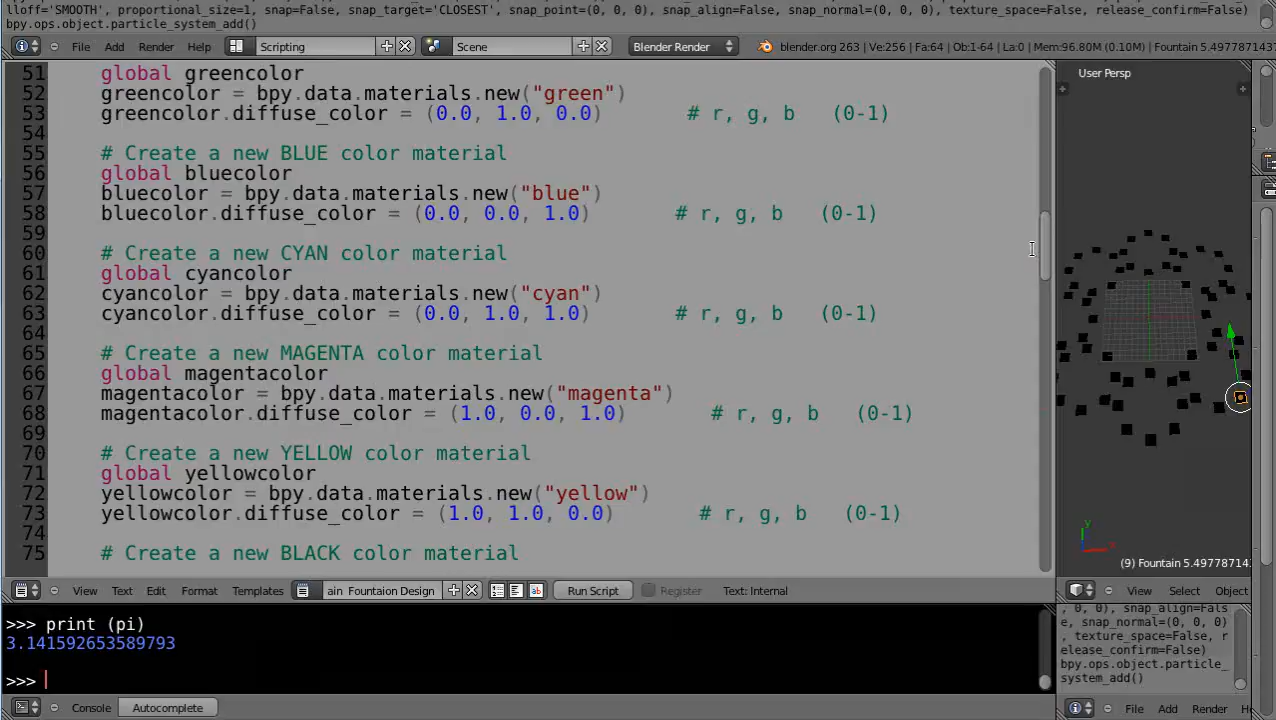 lloff='SMOOTH', proportional_size=1, snap=False, snap_target='CLOSEST', snap_point=(0, 0, 0), snap_align=False, snap_normal=(0, 0, 0), texture_space=False, release_confirm=False)
bpy.ops.object.particle_system_add()
File Add Render Help Scripting Scene Blender Render blender.org 263 | Ve:256 | Fa:64 | Ob:1-64 | La:0 | Mem:96.80M (0.10M) | Fountain 5.497787143
51 global greencolor
52 greencolor = bpy.data.materials.new("green")
53 greencolor.diffuse_color = (0.0, 1.0, 0.0) # r, g, b (0-1)
54
55 # Create a new BLUE color material
56 global bluecolor
57 bluecolor = bpy.data.materials.new("blue")
58 bluecolor.diffuse_color = (0.0, 0.0, 1.0) # r, g, b (0-1)
59
60 # Create a new CYAN color material
61 global cyancolor
62 cyancolor = bpy.data.materials.new("cyan")
63 cyancolor.diffuse_color = (0.0, 1.0, 1.0) # r, g, b (0-1)
64
65 # Create a new MAGENTA color material
66 global magentacolor
67 magentacolor = bpy.data.materials.new("magenta")
68 magentacolor.diffuse_color = (1.0, 0.0, 1.0) # r, g, b (0-1)
69
70 # Create a new YELLOW color material
71 global yellowcolor
72 yellowcolor = bpy.data.materials.new("yellow")
73 yellowcolor.diffuse_color = (1.0, 1.0, 0.0) # r, g, b (0-1)
74
75 # Create a new BLACK color material
View Text Edit Format Templates ain Fountaion Design Run Script Register Text: Internal
>>> print (pi)
3.141592653589793
>>>
Console Autocomplete
User Persp
y
x
(9) Fountain 5.4977871
View Select Object
, 0, 0), snap_align=Fals
e, snap_normal=(0, 0, 0)
, texture_space=False, r
elease_confirm=False)
bpy.ops.object.particle_
system_add()
File Add Render H